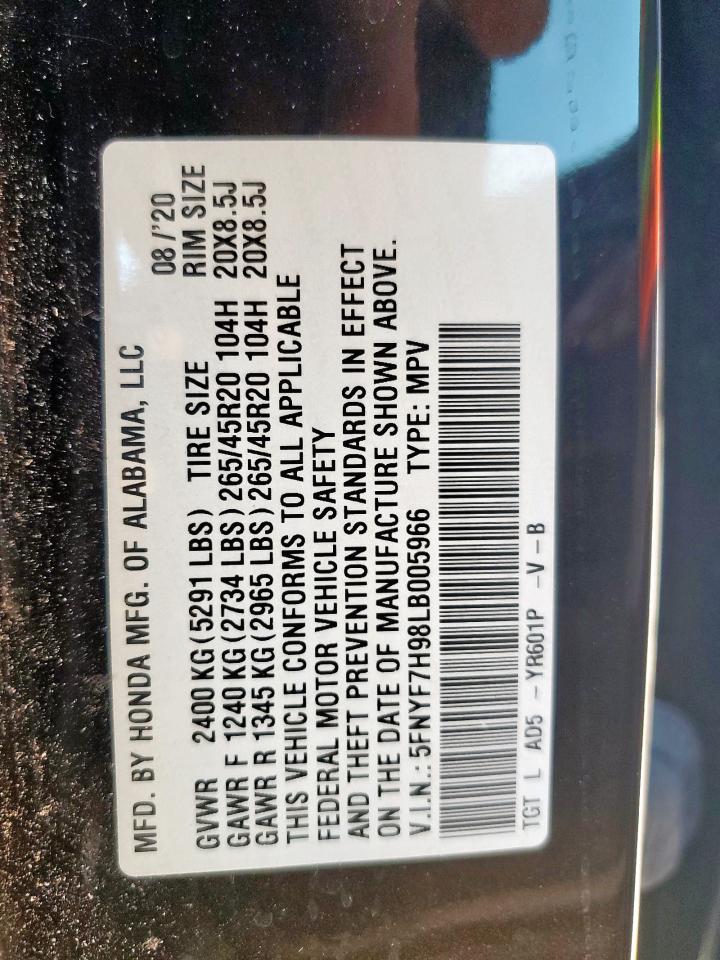 MFD. BY HONDA MFG. OF ALABAMA, LLC 08/'20
GVWR 2400 KG (5291 LBS) TIRE SIZE RIM SIZE
GAWR F 1240 KG (2734 LBS) 265/45R20 104H 20X8.5J
GAWR R 1345 KG (2965 LBS) 265/45R20 104H 20X8.5J
THIS VEHICLE CONFORMS TO ALL APPLICABLE
FEDERAL MOTOR VEHICLE SAFETY
AND THEFT PREVENTION STANDARDS IN EFFECT
ON THE DATE OF MANUFACTURE SHOWN ABOVE.
V.I.N.: 5FNYF7H98LB005966 TYPE: MPV
TGT L AD5 - YR601P - V - B